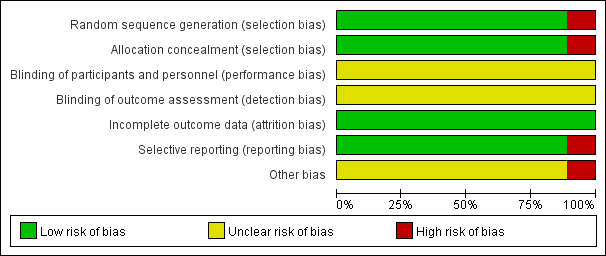 Random sequence generation (selection bias)
Allocation concealment (selection bias)
Blinding of participants and personnel (performance bias)
Blinding of outcome assessment (detection bias)
Incomplete outcome data (attrition bias)
Selective reporting (reporting bias)
Other bias
0% 25% 50% 75% 100%
Low risk of bias Unclear risk of bias High risk of bias